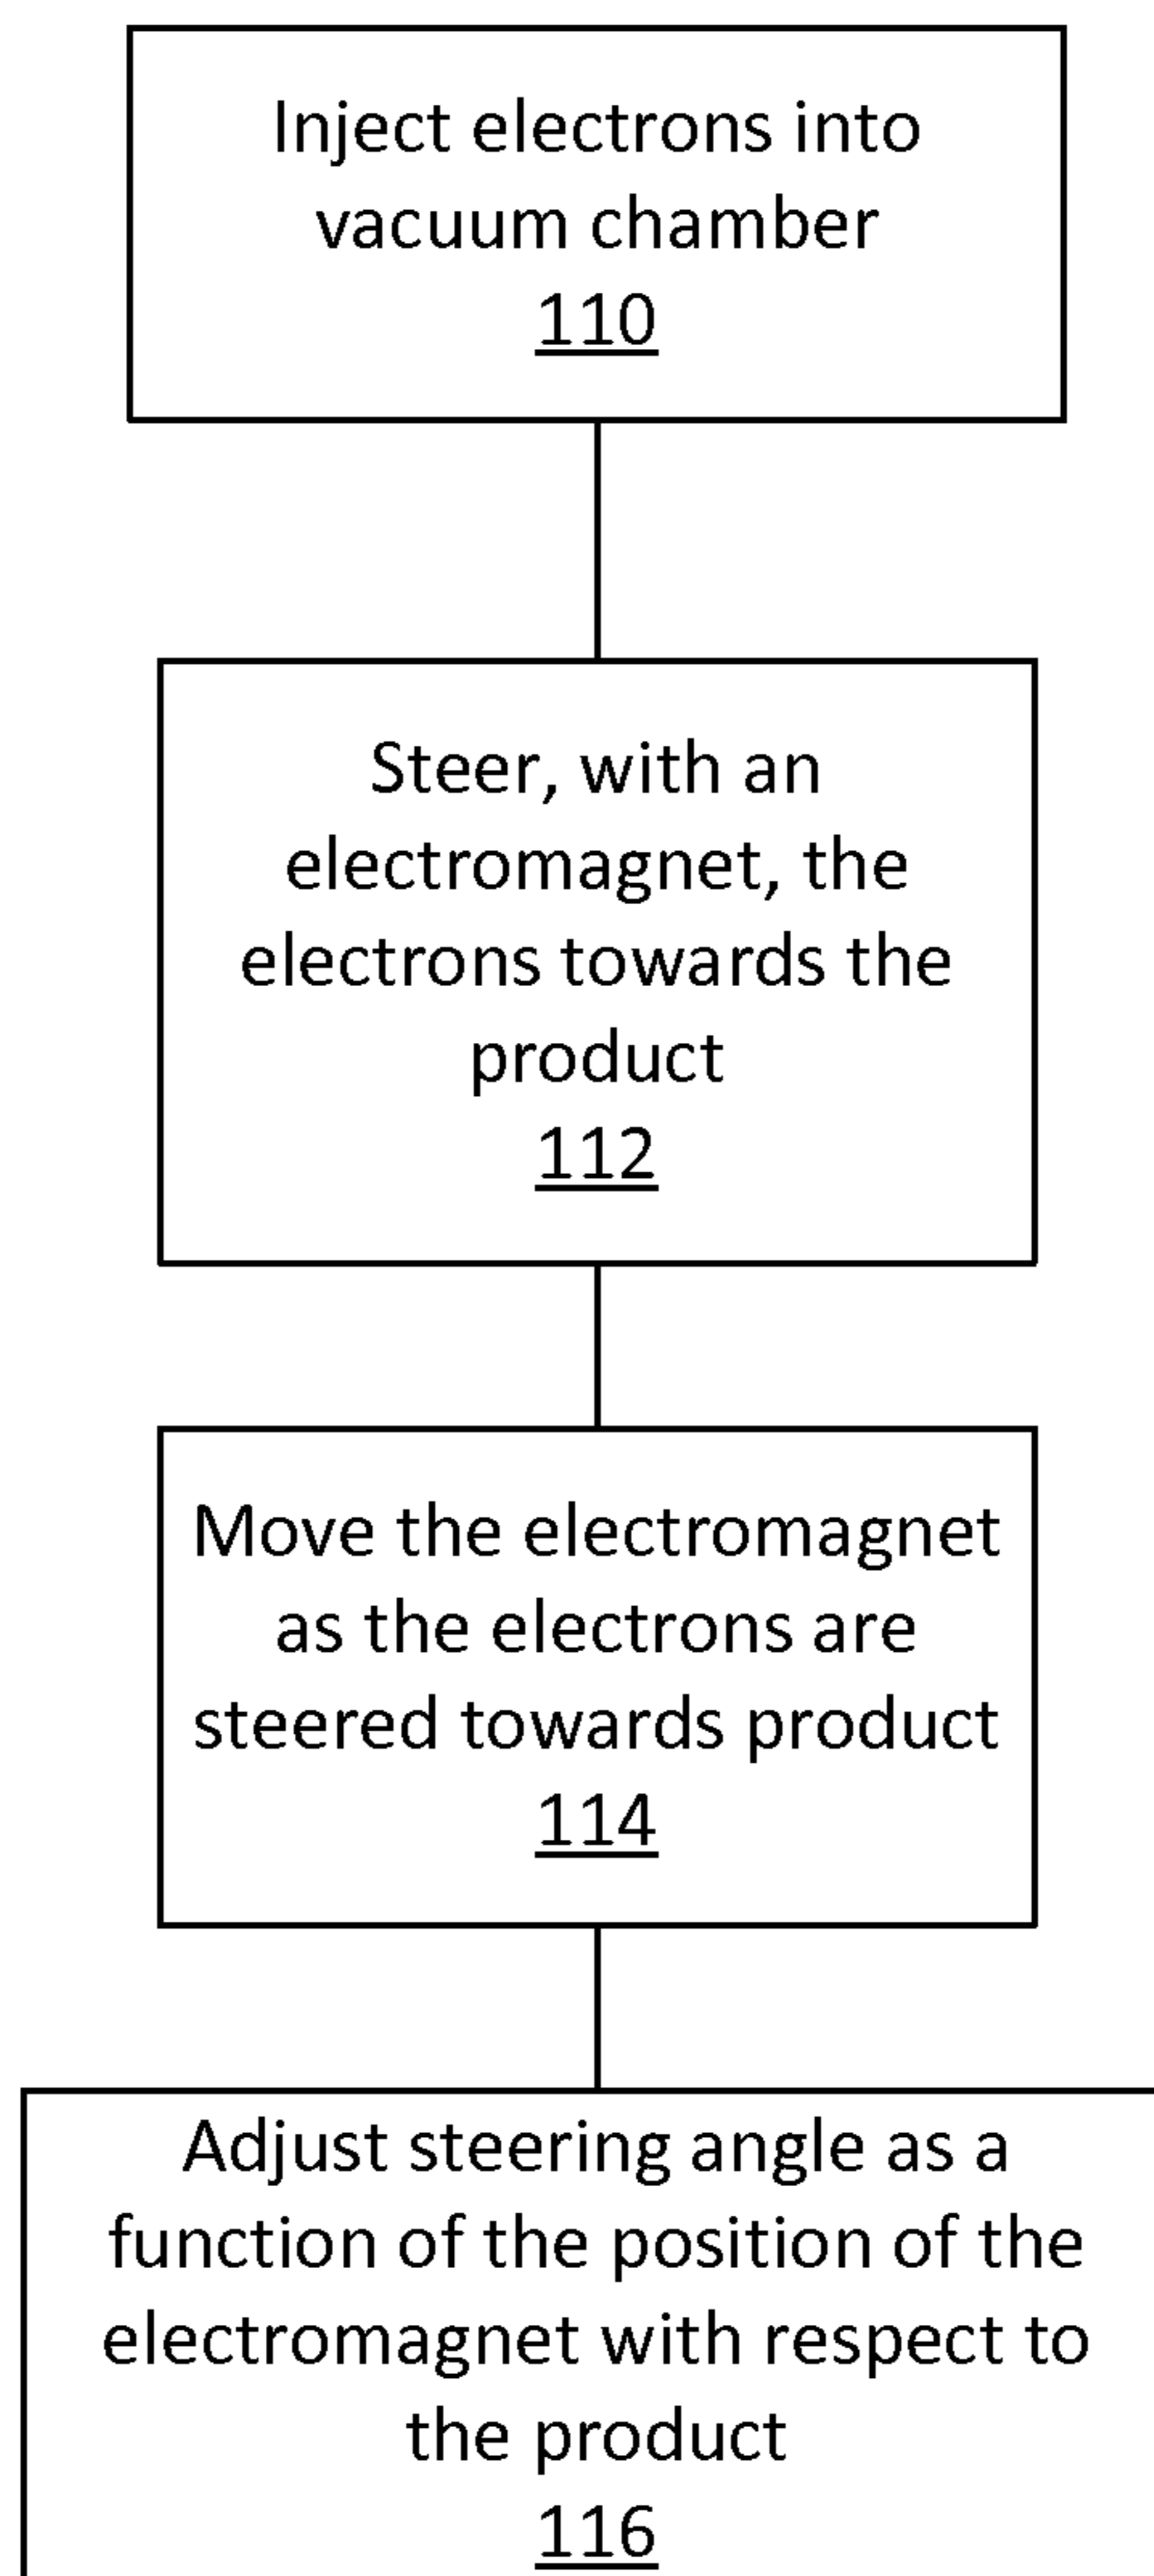 Inject electrons into
vacuum chamber
110
Steer, with an
electromagnet, the
electrons towards the
product
112
Move the electromagnet
as the electrons are
steered towards product
114
Adjust steering angle as a
function of the position of the
electromagnet with respect to
the product
116